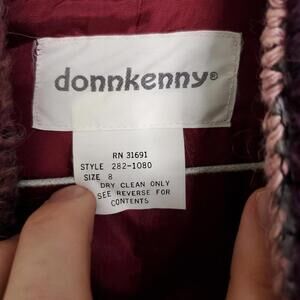 donnkenny®
RN 31691
STYLE 282-1080
SIZE 8
DRY CLEAN ONLY
SEE REVERSE FOR
CONTENTS